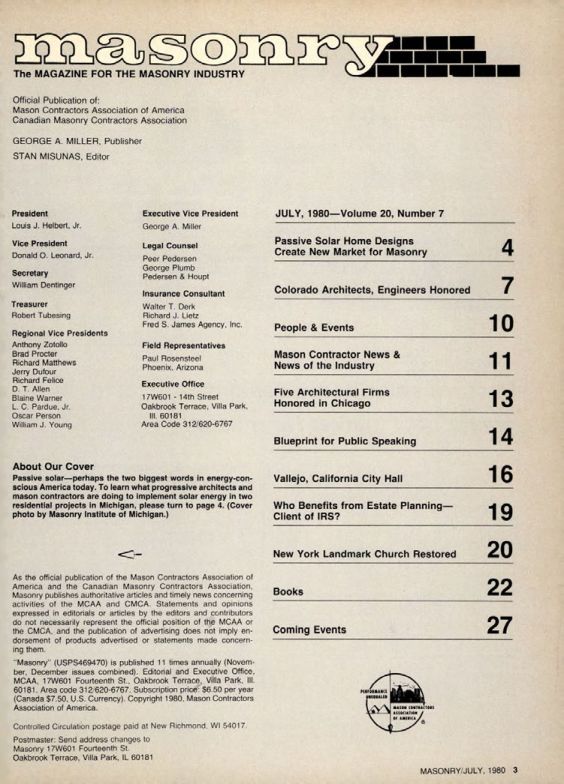 masonry
The MAGAZINE FOR THE MASONRY INDUSTRY
Official Publication of:
Mason Contractors Association of America
Canadian Masonry Contractors Association
GEORGE A. MILLER, Publisher
STAN MISUNAS, Editor
President
Louis J. Helbert, Jr.
Vice President
Donald O. Leonard, Jr.
Secretary
William Dentinger
Treasurer
Robert Tubesing
Regional Vice Presidents
Anthony Zotollo
Brad Procter
Richard Matthews
Jerry Dufour
Richard Felice
D. T. Allen
Blaine Warner
L. C. Pardue, Jr.
Oscar Person
William J. Young
Executive Vice President
George A. Miller
Legal Counsel
Peer Pedersen
George Plumb
Pedersen & Houpt
Insurance Consultant
Walter T. Derk
Richard J. Lietz
Fred S. James Agency, Inc.
Field Representatives
Paul Rosensteel
Phoenix, Arizona
Executive Office
17W601 - 14th Street
Oakbrook Terrace, Villa Park,
Ill. 60181
Area Code 312/620-6767
About Our Cover
Passive solar—perhaps the two biggest words in energy-con-
scious America today. To learn what progressive architects and
mason contractors are doing to implement solar energy in two
residential projects in Michigan, please turn to page 4. (Cover
photo by Masonry Institute of Michigan.)
As the official publication of the Mason Contractors Association of
America and the Canadian Masonry Contractors Association,
Masonry publishes authoritative articles and timely news concerning
activities of the MCAA and CMCA. Statements and opinions
expressed in editorials or articles by the editors and contributors
do not necessarily represent the official position of the MCAA or
the CMCA, and the publication of advertising does not imply en-
dorsement of products advertised or statements made concern-
ing them.
"Masonry" (USPS469470) is published 11 times annually (Novem-
ber, December issues combined). Editorial and Executive Office,
MCAA, 17W601 Fourteenth St., Oakbrook Terrace, Villa Park, Ill.
60181. Area code 312/620-6767. Subscription price: $6.50 per year
(Canada $7.50, U.S. Currency). Copyright 1980, Mason Contractors
Association of America.
Controlled Circulation postage paid at New Richmond, WI 54017.
Postmaster: Send address changes to
Masonry 17W601 Fourteenth St.
Oakbrook Terrace, Villa Park, IL 60181
JULY, 1980—Volume 20, Number 7
Passive Solar Home Designs
Create New Market for Masonry 4
Colorado Architects, Engineers Honored 7
People & Events 10
Mason Contractor News &
News of the Industry 11
Five Architectural Firms
Honored in Chicago 13
Blueprint for Public Speaking 14
Vallejo, California City Hall 16
Who Benefits from Estate Planning—
Client of IRS? 19
New York Landmark Church Restored 20
Books 22
Coming Events 27
PERFORMANCE
UNEQUALED
MASON CONTRACTORS
ASSOCIATION
OF AMERICA
®
MASONRY/JULY, 1980 3